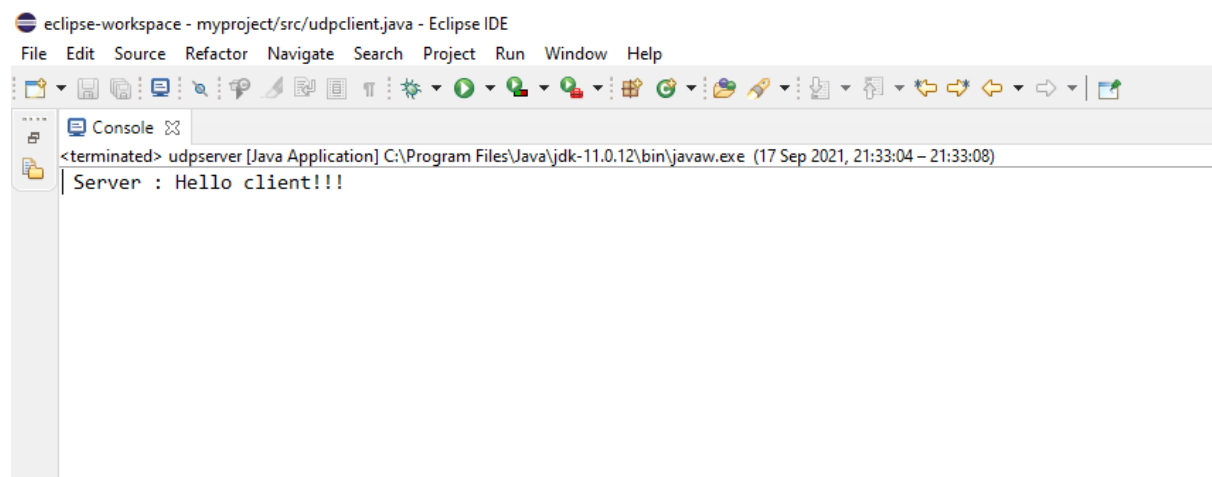 eclipse-workspace - myproject/src/udpclient.java - Eclipse IDE
File Edit Source Refactor Navigate Search Project Run Window Help
Console
<terminated> udpserver [Java Application] C:\Program Files\Java\jdk-11.0.12\bin\javaw.exe (17 Sep 2021, 21:33:04 – 21:33:08)
Server : Hello client!!!